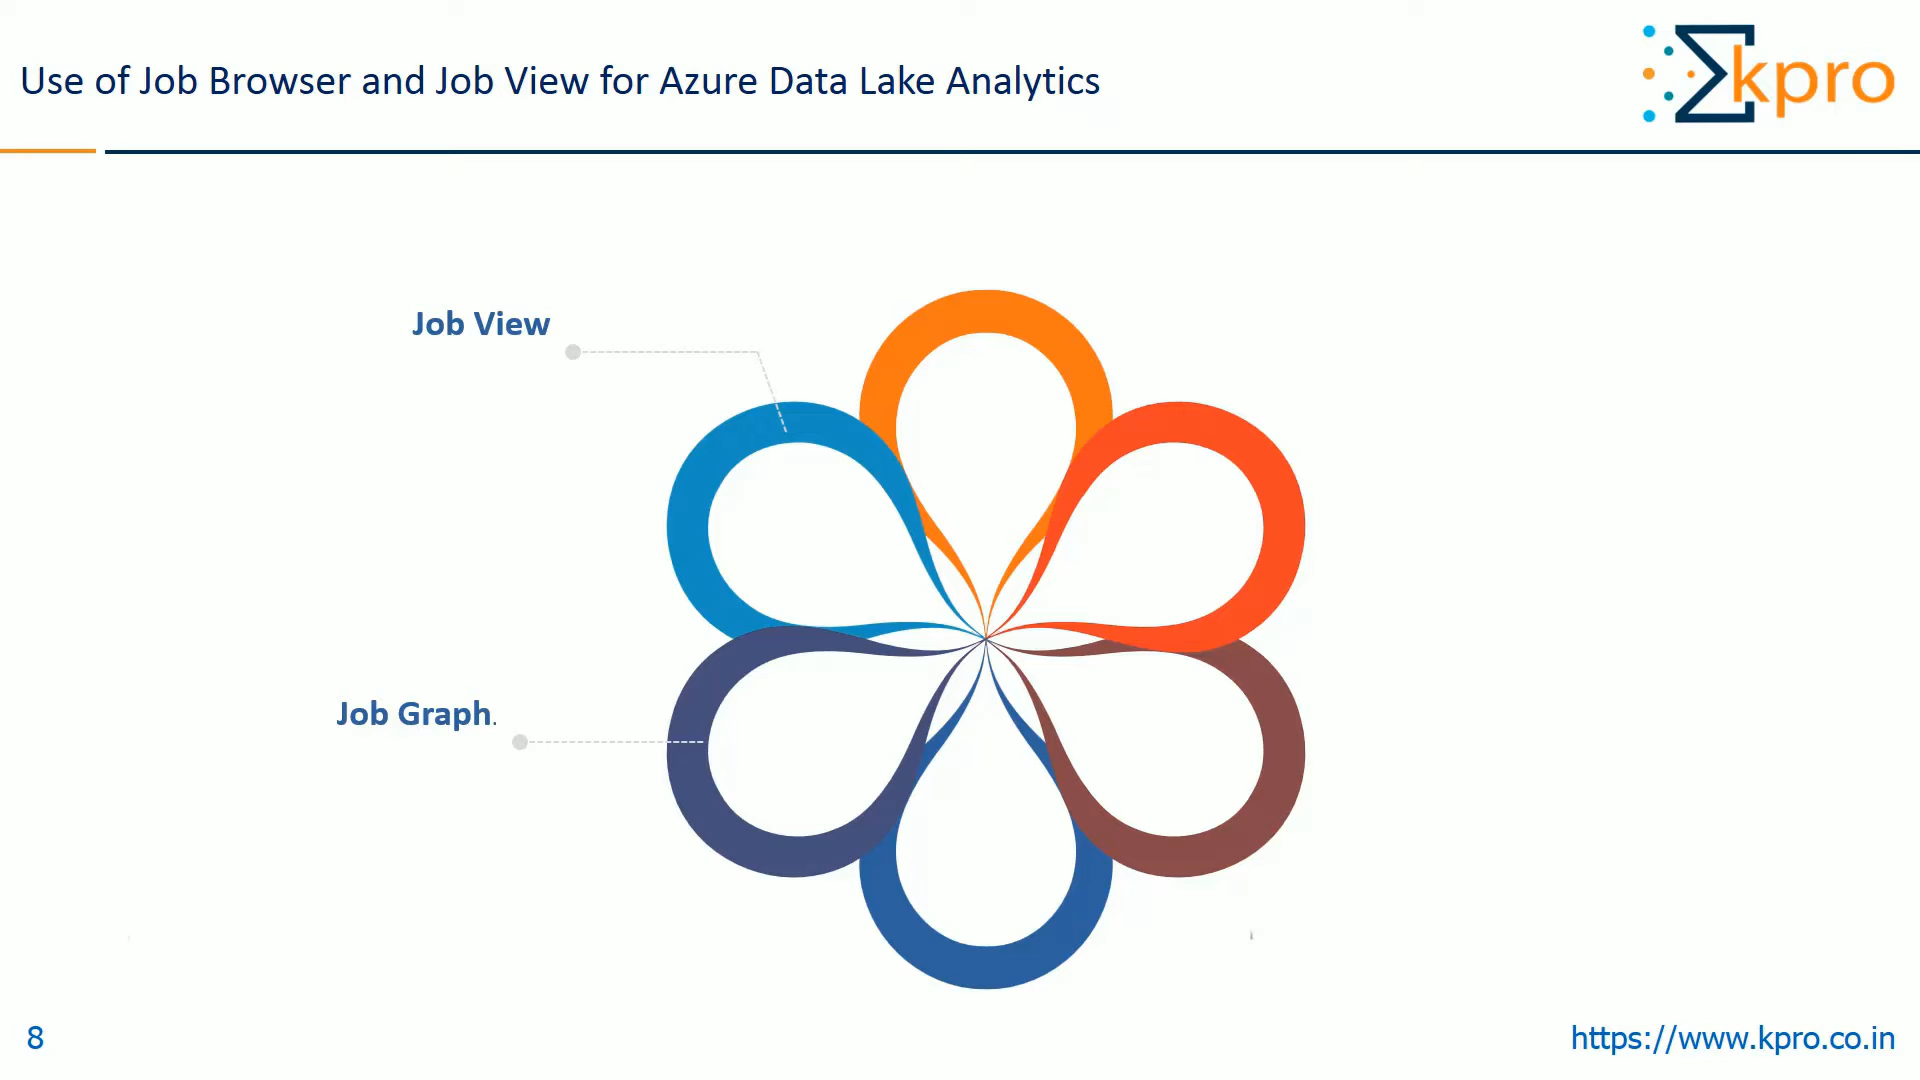 Use of Job Browser and Job View for Azure Data Lake Analytics
kpro
Job View
Job Graph.
8
https://www.kpro.co.in